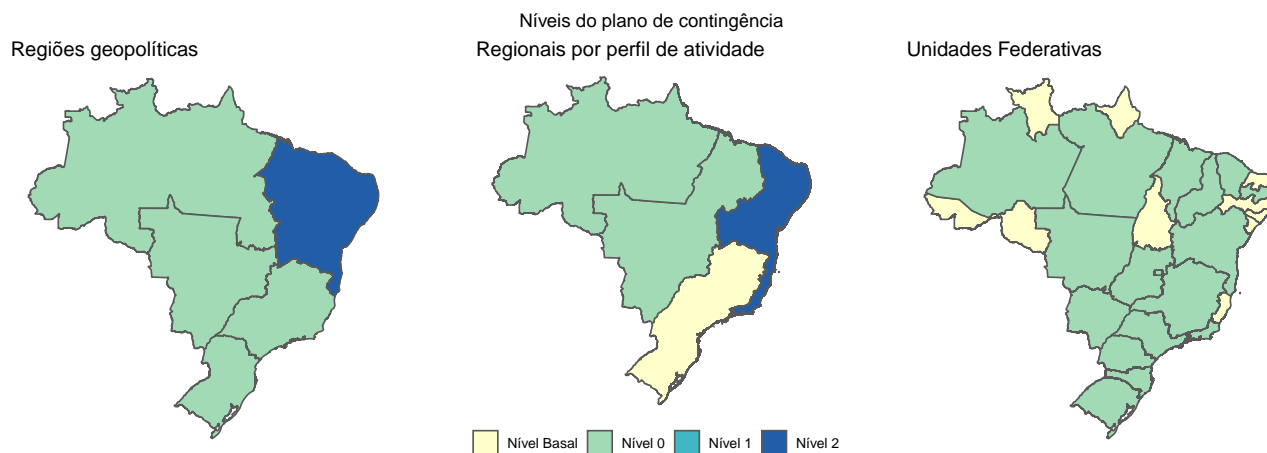 Níveis do plano de contingência
Regiões geopolíticas
Regionais por perfil de atividade
Unidades Federativas
Nível Basal
Nível 0
Nível 1
Nível 2